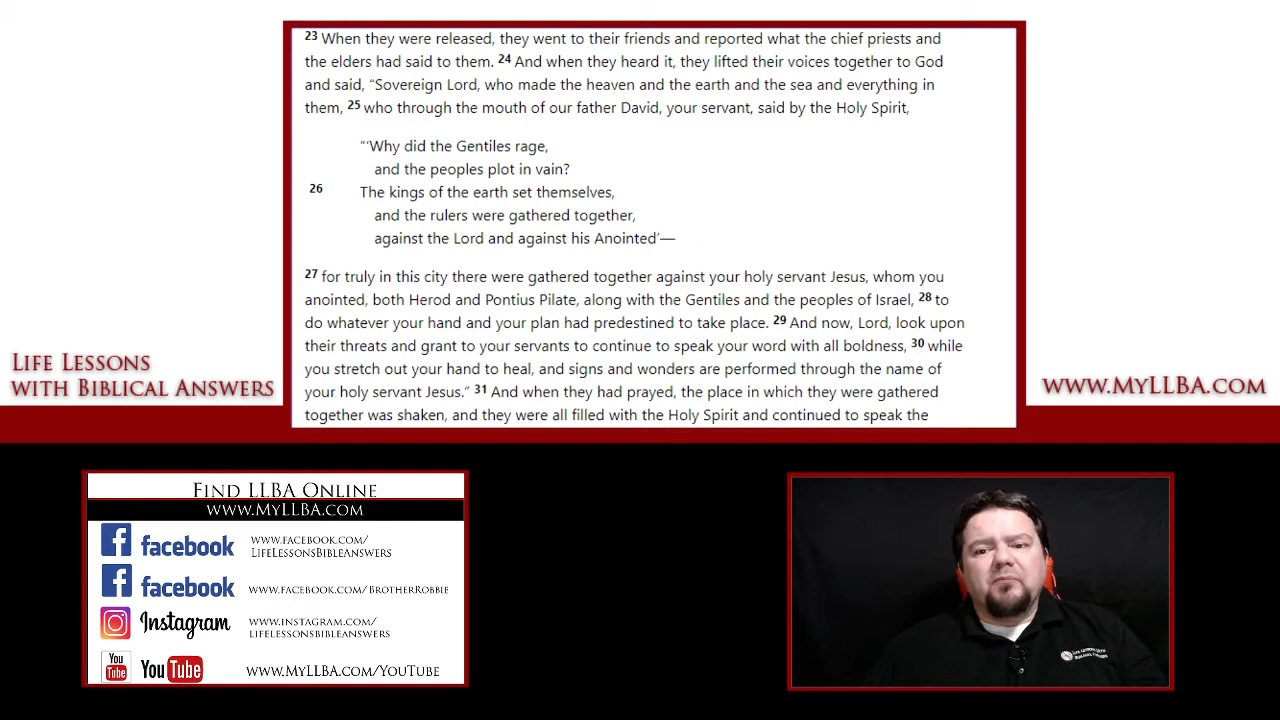 23 When they were released, they went to their friends and reported what the chief priests and
the elders had said to them. 24 And when they heard it, they lifted their voices together to God
and said, “Sovereign Lord, who made the heaven and the earth and the sea and everything in
them, 25 who through the mouth of our father David, your servant, said by the Holy Spirit,
“‘Why did the Gentiles rage,
and the peoples plot in vain?
26 The kings of the earth set themselves,
and the rulers were gathered together,
against the Lord and against his Anointed’—
27 for truly in this city there were gathered together against your holy servant Jesus, whom you
anointed, both Herod and Pontius Pilate, along with the Gentiles and the peoples of Israel, 28 to
do whatever your hand and your plan had predestined to take place. 29 And now, Lord, look upon
their threats and grant to your servants to continue to speak your word with all boldness, 30 while
you stretch out your hand to heal, and signs and wonders are performed through the name of
your holy servant Jesus.” 31 And when they had prayed, the place in which they were gathered
together was shaken, and they were all filled with the Holy Spirit and continued to speak the
Life Lessons
with Biblical Answers
www.MyLLBA.com
Find LLBA Online
www.MyLLBA.com
facebook
www.facebook.com/
LifeLessonsBibleAnswers
facebook
www.facebook.com/BrotherRobbie
Instagram
www.instagram.com/
lifelessonsbibleanswers
You Tube
YouTube
www.MyLLBA.com/YouTube
Life Lessons with
Biblical Answers